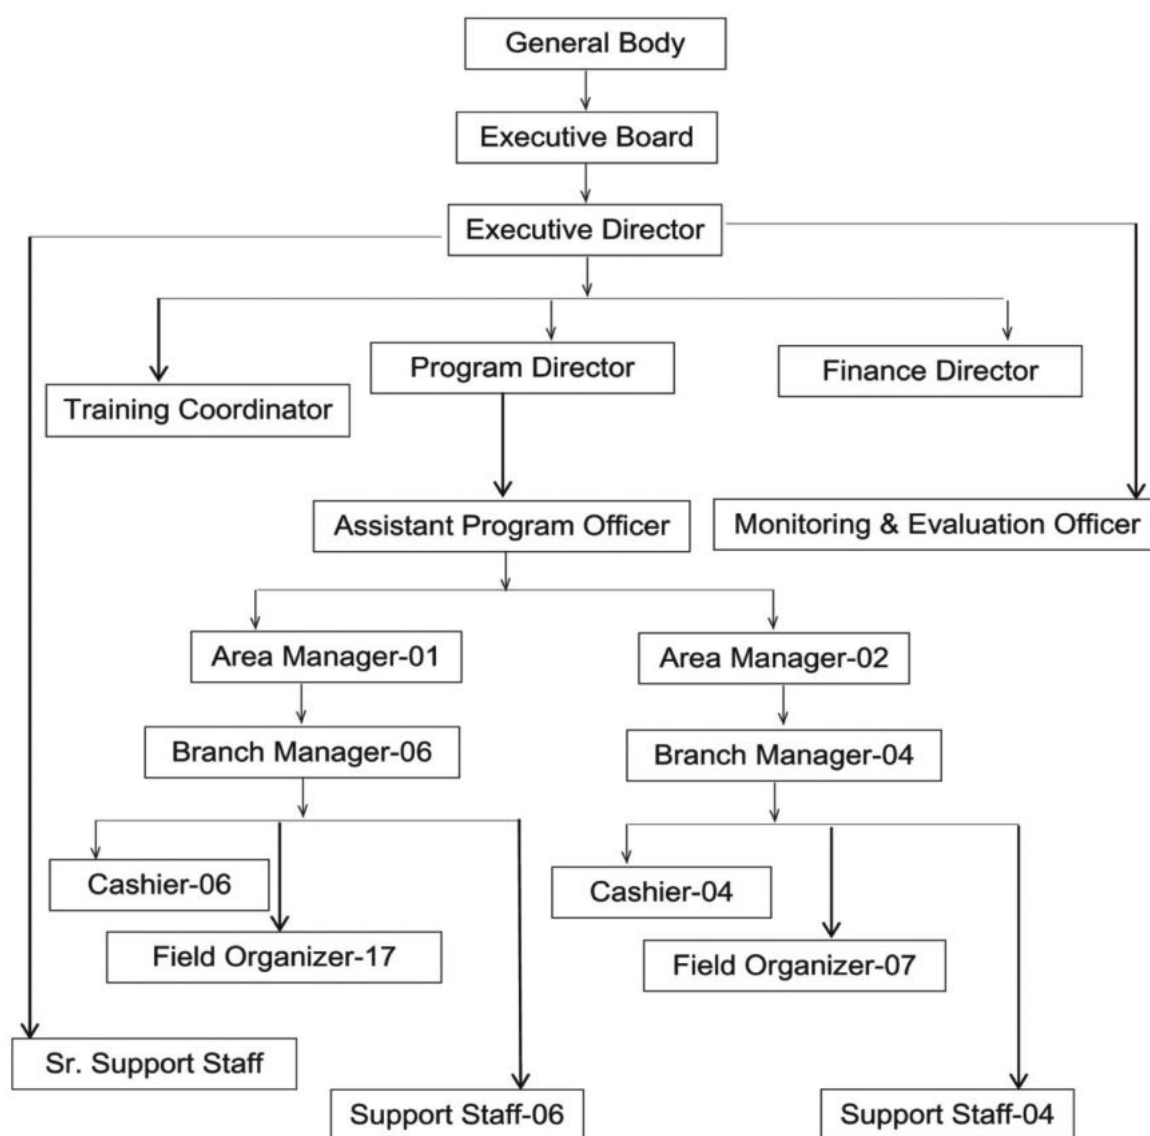 General Body
Executive Board
Executive Director
Program Director
Finance Director
Training Coordinator
Assistant Program Officer
Monitoring & Evaluation Officer
Area Manager-01
Area Manager-02
Branch Manager-06
Branch Manager-04
Cashier-06
Cashier-04
Field Organizer-17
Field Organizer-07
Sr. Support Staff
Support Staff-06
Support Staff-04